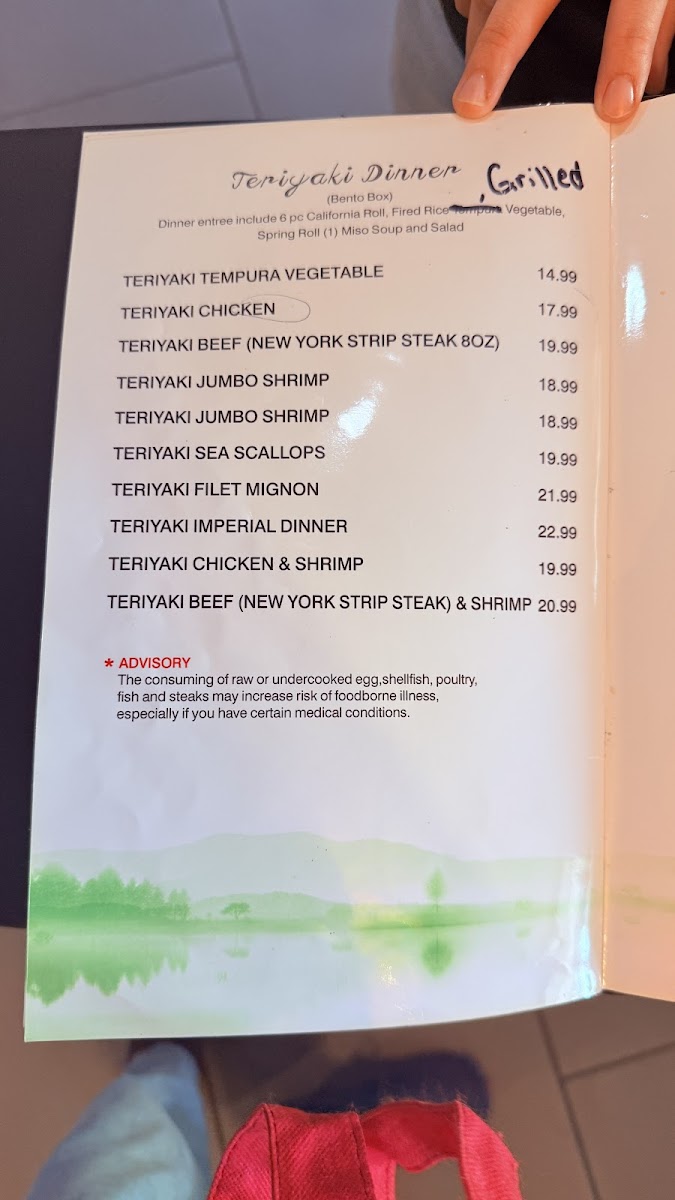 Teriyaki Dinner
Grilled
(Bento Box)
Dinner entree include 6 pc California Roll, Fired Rice Tempura Vegetable,
Spring Roll (1) Miso Soup and Salad
TERIYAKI TEMPURA VEGETABLE 14.99
TERIYAKI CHICKEN 17.99
TERIYAKI BEEF (NEW YORK STRIP STEAK 8OZ) 19.99
TERIYAKI JUMBO SHRIMP 18.99
TERIYAKI JUMBO SHRIMP 18.99
TERIYAKI SEA SCALLOPS 19.99
TERIYAKI FILET MIGNON 21.99
TERIYAKI IMPERIAL DINNER 22.99
TERIYAKI CHICKEN & SHRIMP 19.99
TERIYAKI BEEF (NEW YORK STRIP STEAK) & SHRIMP 20.99
* ADVISORY
The consuming of raw or undercooked egg,shellfish, poultry,
fish and steaks may increase risk of foodborne illness,
especially if you have certain medical conditions.